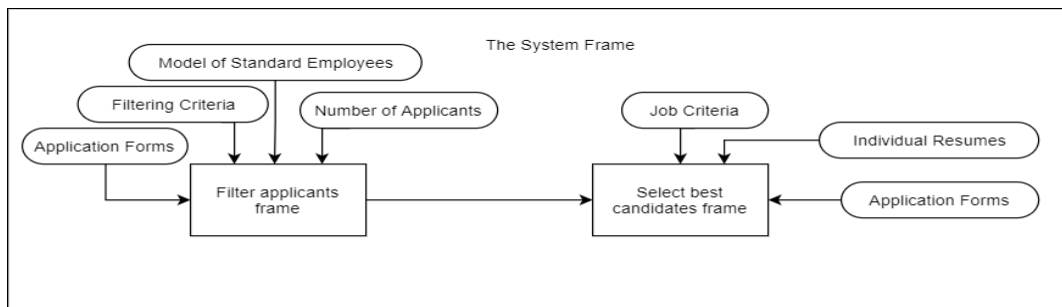 The System Frame
Model of Standard Employees
Filtering Criteria
Number of Applicants
Job Criteria
Application Forms
Individual Resumes
Filter applicants
frame
Select best
candidates frame
Application Forms